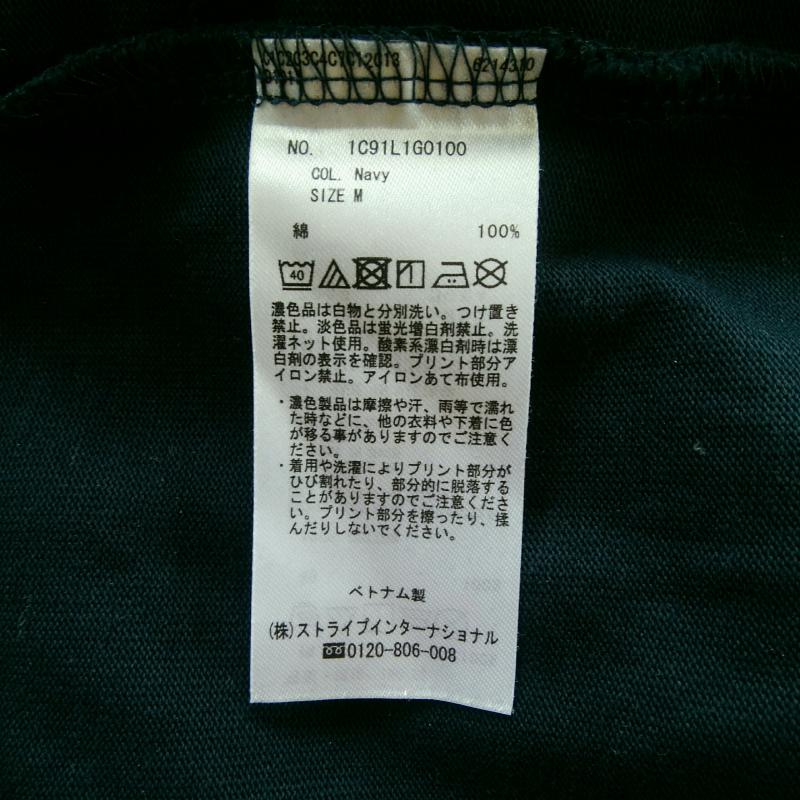 6214310
NO. 1C91L1G0100
COL. Navy
SIZE M
綿 100%
40
濃色品は白物と分別洗い。つけ置き
禁止。淡色品は蛍光増白剤禁止。洗
濯ネット使用。酸素系漂白剤時は漂
白剤の表示を確認。プリント部分ア
イロン禁止。アイロンあて布使用。
・濃色製品は摩擦や汗、雨等で濡れ
た時などに、他の衣料や下着に色
が移る事がありますのでご注意く
ださい。
・着用や洗濯によりプリント部分が
ひび割れたり、部分的に脱落する
ことがありますのでご注意くださ
い。プリント部分を擦ったり、揉
んだりしないでください。
ベトナム製
(株)ストライプインターナショナル
0120-806-008